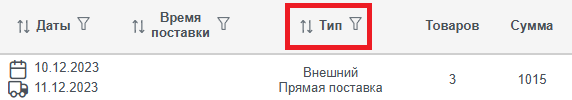 Даты Время поставки Тип Товаров Сумма
10.12.2023 Внешний 3 1015
11.12.2023 Прямая поставка